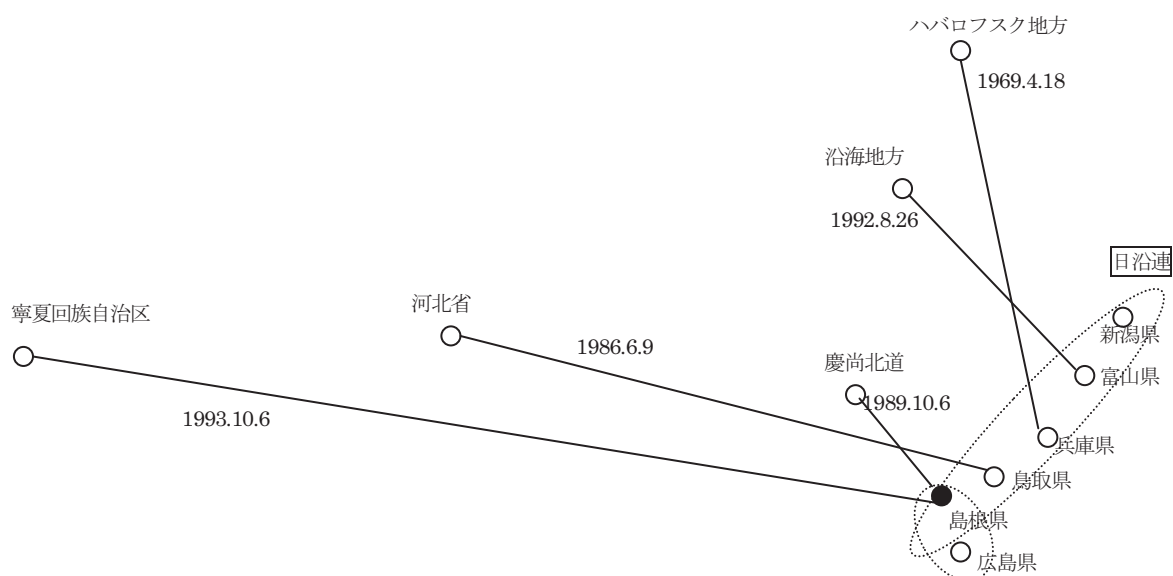 ハバロフスク地方
1969.4.18
沿海地方
1992.8.26
日沿連
寧夏回族自治区
河北省
1986.6.9
新潟県
慶尚北道
富山県
1989.10.6
1993.10.6
兵庫県
鳥取県
島根県
広島県